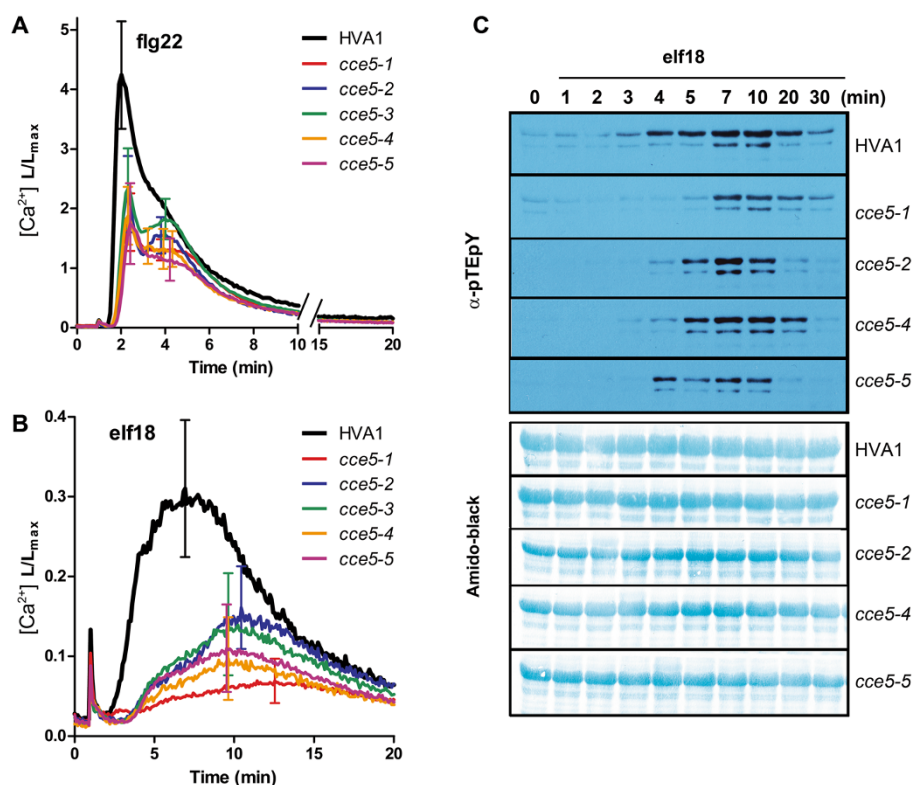 A
flg22
HVA1
cce5-1
cce5-2
cce5-3
cce5-4
cce5-5
[Ca²⁺] L/Lmax
5
4
3
2
1
0
0 2 4 6 8 10 15 20
Time (min)
B
elf18
HVA1
cce5-1
cce5-2
cce5-3
cce5-4
cce5-5
[Ca²⁺] L/Lmax
0.4
0.3
0.2
0.1
0.0
0 5 10 15 20
Time (min)
C
elf18
0 1 2 3 4 5 7 10 20 30 (min)
α-pTEpY
HVA1
cce5-1
cce5-2
cce5-4
cce5-5
Amido-black
HVA1
cce5-1
cce5-2
cce5-4
cce5-5